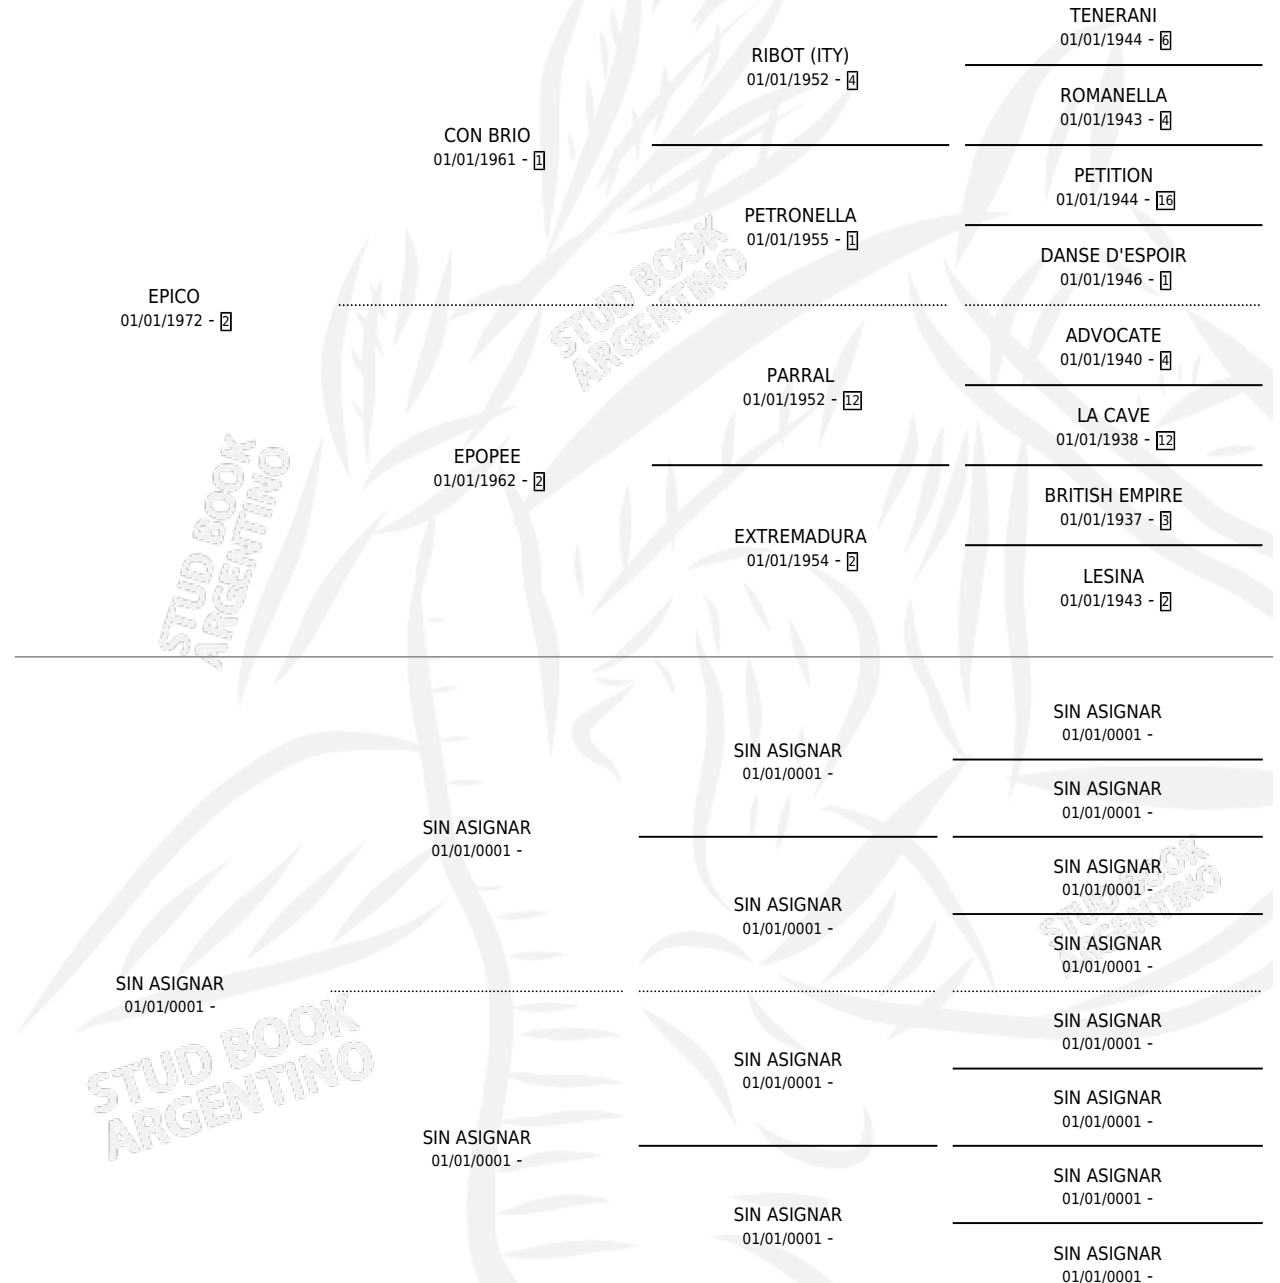 TENERANI
01/01/1944 - 6
RIBOT (ITY)
01/01/1952 - 4
ROMANELLA
01/01/1943 - 4
CON BRIO
01/01/1961 - 1
PETITION
01/01/1944 - 16
PETRONELLA
01/01/1955 - 1
DANSE D'ESPOIR
01/01/1946 - 1
EPICO
01/01/1972 - 2
ADVOCATE
01/01/1940 - 4
PARRAL
01/01/1952 - 12
LA CAVE
01/01/1938 - 12
EPOPEE
01/01/1962 - 2
BRITISH EMPIRE
01/01/1937 - 3
EXTREMADURA
01/01/1954 - 2
LESINA
01/01/1943 - 2
STUD BOOK
ARGENTINO
STUD BOOK
ARGENTINO
SIN ASIGNAR
01/01/0001 -
SIN ASIGNAR
01/01/0001 -
SIN ASIGNAR
01/01/0001 -
SIN ASIGNAR
01/01/0001 -
SIN ASIGNAR
01/01/0001 -
SIN ASIGNAR
01/01/0001 -
SIN ASIGNAR
01/01/0001 -
SIN ASIGNAR
01/01/0001 -
SIN ASIGNAR
01/01/0001 -
SIN ASIGNAR
01/01/0001 -
SIN ASIGNAR
01/01/0001 -
SIN ASIGNAR
01/01/0001 -
SIN ASIGNAR
01/01/0001 -
SIN ASIGNAR
01/01/0001 -
SIN ASIGNAR
01/01/0001 -
STUD BOOK
ARGENTINO
STUD BOOK
ARGENTINO